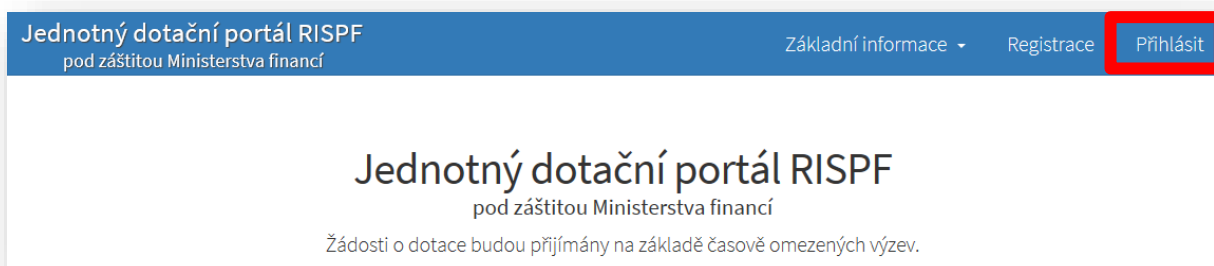 Jednotný dotační portál RISPF
pod záštitou Ministerstva financí
Základní informace
Registrace
Přihlásit
Jednotný dotační portál RISPF
pod záštitou Ministerstva financí
Žádosti o dotace budou přijímány na základě časově omezených výzev.